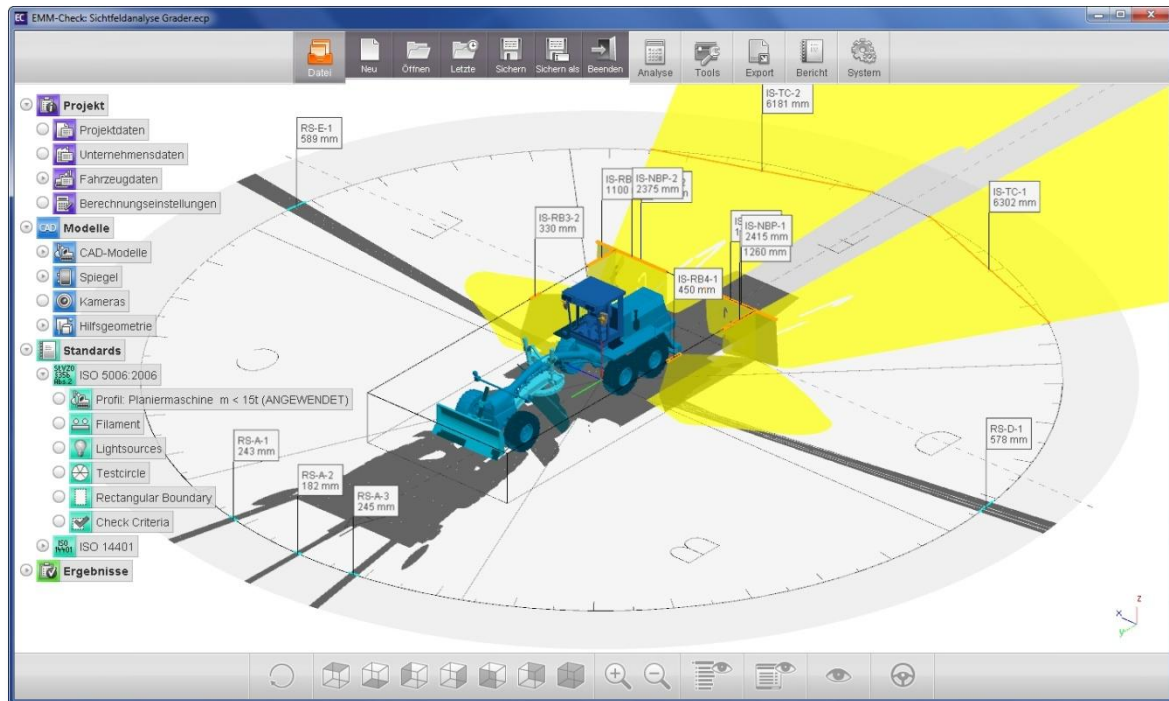 EC EMM-Check: Sichtfeldanalyse Grader.ecp
Datei
Neu
Öffnen
Letzte
Sichern
Sichern als
Beenden
Analyse
Tools
Export
Bericht
System
Projekt
Projektdaten
Unternehmensdaten
Fahrzeugdaten
Berechnungseinstellungen
CAD Modelle
CAD-Modelle
Spiegel
Kameras
Hilfsgeometrie
Standards
ISO 5006:2006
Profil: Planiermaschine m < 15t (ANGEWENDET)
Filament
Lightsources
Testcircle
Rectangular Boundary
Check Criteria
ISO 14401
Ergebnisse
RS-E-1
589 mm
IS-TC-2
6181 mm
IS-RB
1100
IS-NBP-2
2375 mm
IS-RB3-2
330 mm
IS-TC-1
6302 mm
IS-NBP-1
2415 mm
1260 mm
IS-RB4-1
450 mm
RS-A-1
243 mm
RS-A-2
182 mm
RS-A-3
245 mm
RS-D-1
578 mm
C
B
D
z
x
y